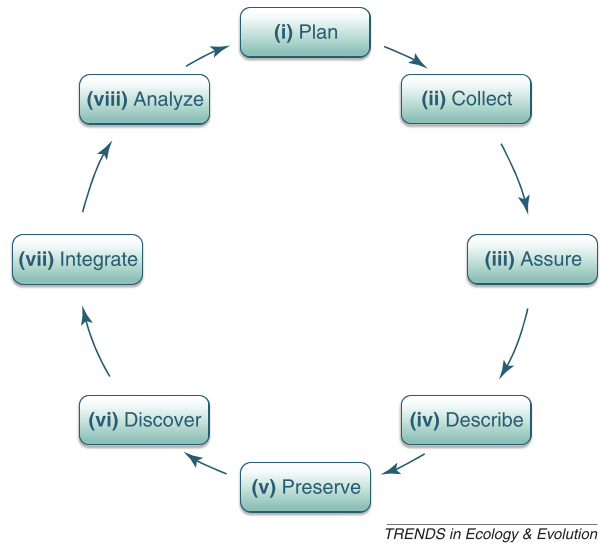 (i) Plan
(ii) Collect
(iii) Assure
(iv) Describe
(v) Preserve
(vi) Discover
(vii) Integrate
(viii) Analyze
TRENDS in Ecology & Evolution